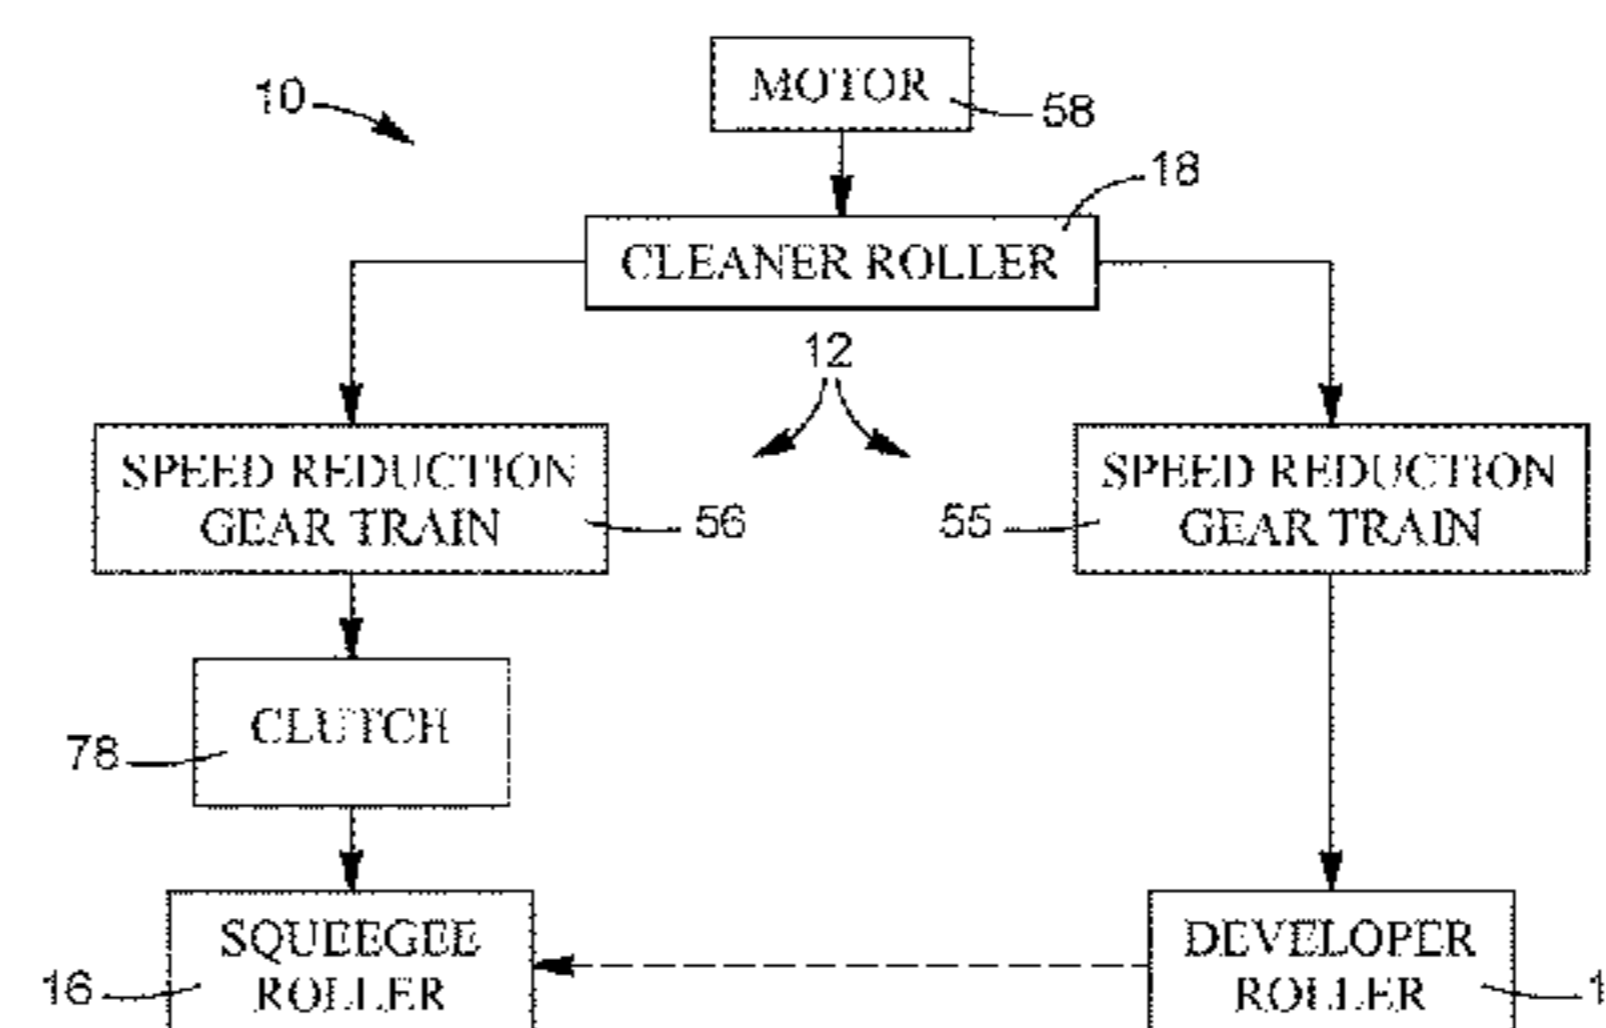 MOTOR
10
58
18
CLEANER ROLLER
12
SPEED REDUCTION
GEAR TRAIN
56
55
SPEED REDUCTION
GEAR TRAIN
CLUTCH
78
SQUEEGEE
ROLLER
16
DEVELOPER
ROLLER
1